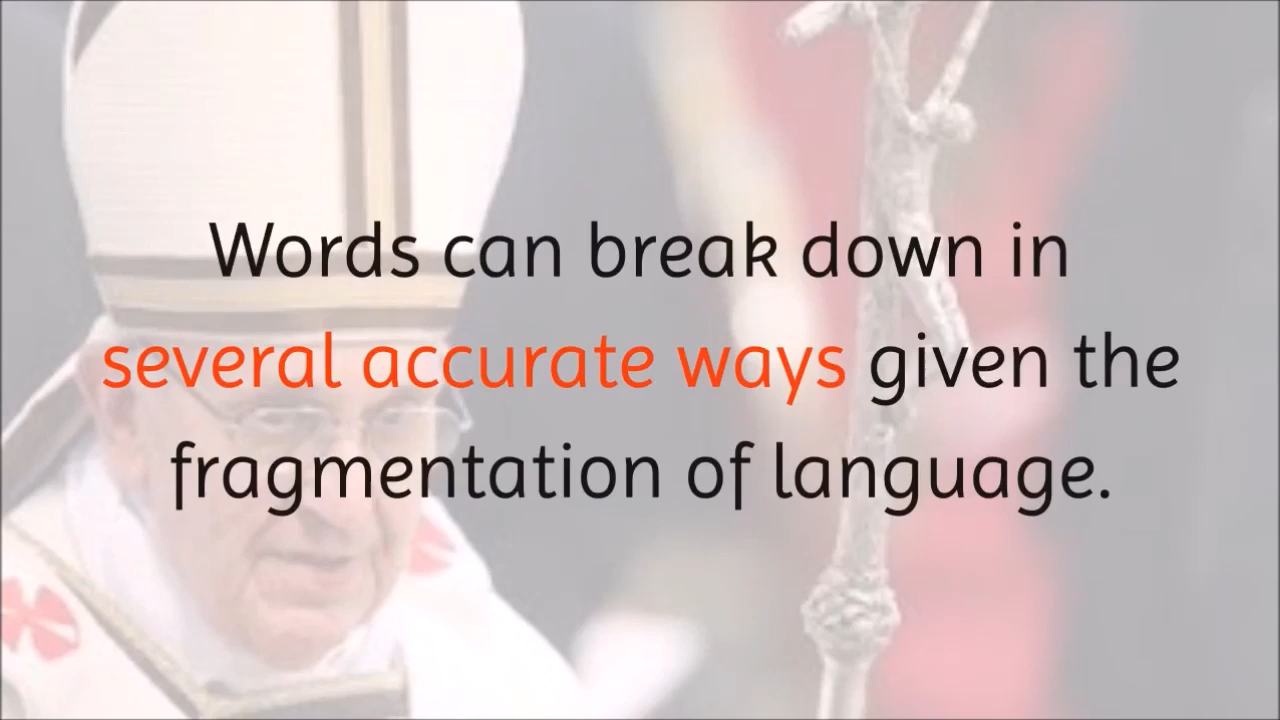 Words can break down in
several accurate ways given the
fragmentation of language.